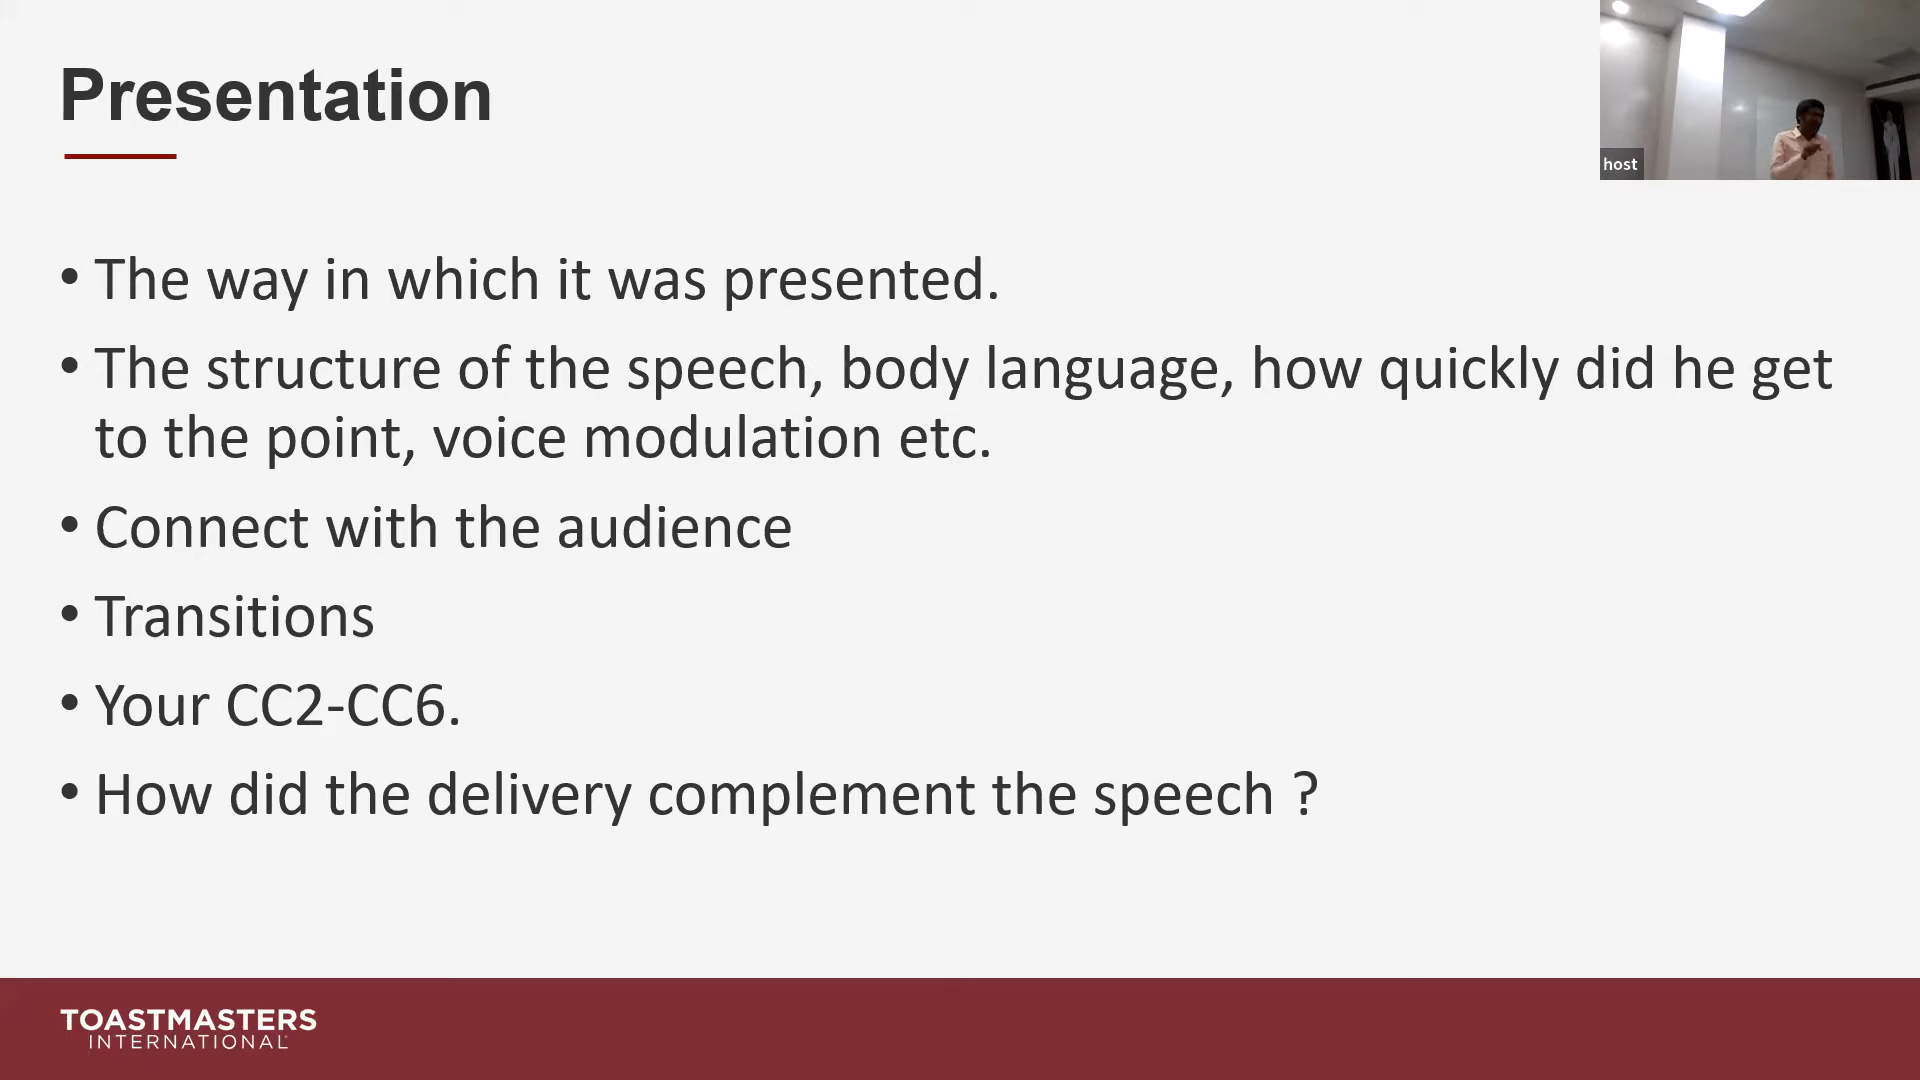 Presentation
host
• The way in which it was presented.
• The structure of the speech, body language, how quickly did he get
to the point, voice modulation etc.
• Connect with the audience
• Transitions
• Your CC2-CC6.
• How did the delivery complement the speech ?
TOASTMASTERS
INTERNATIONAL